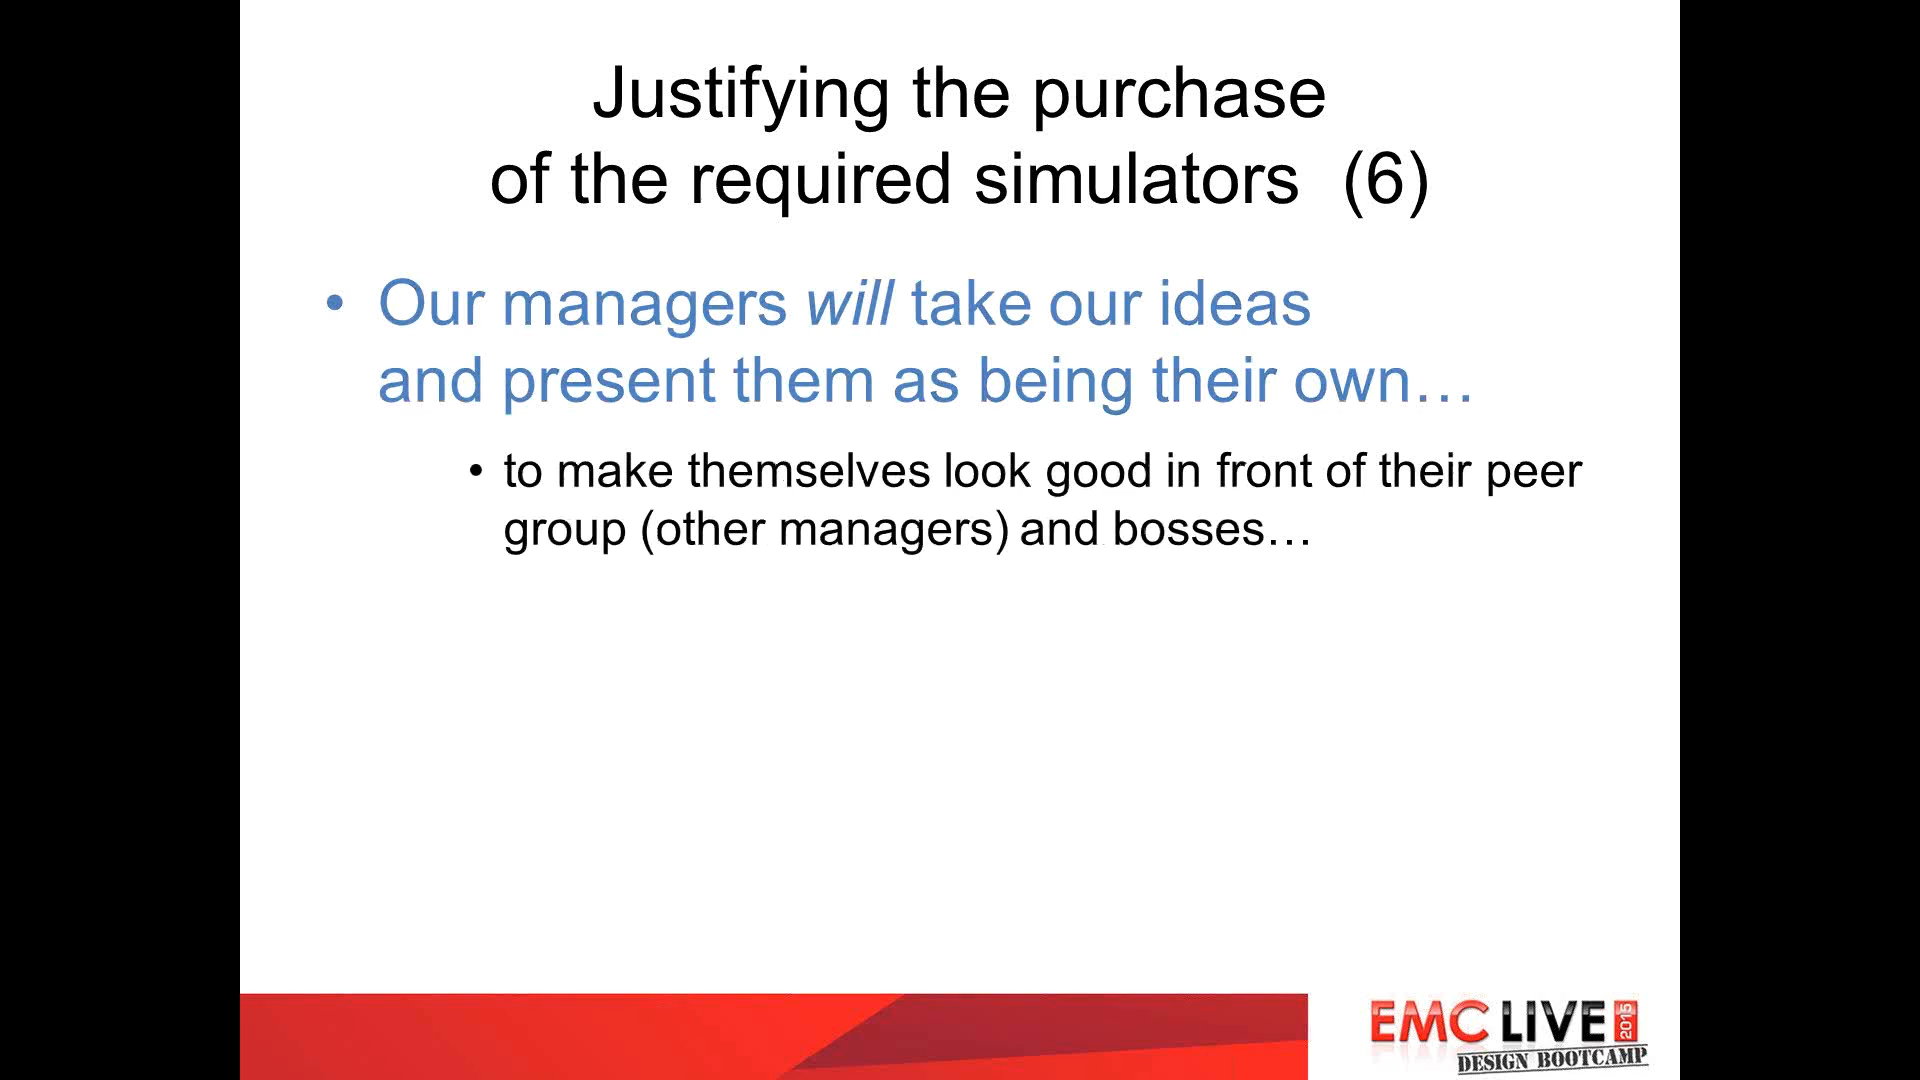 Justifying the purchase
of the required simulators (6)
• Our managers will take our ideas
and present them as being their own…
• to make themselves look good in front of their peer
group (other managers) and bosses…
EMC LIVE 2015
DESIGN BOOTCAMP